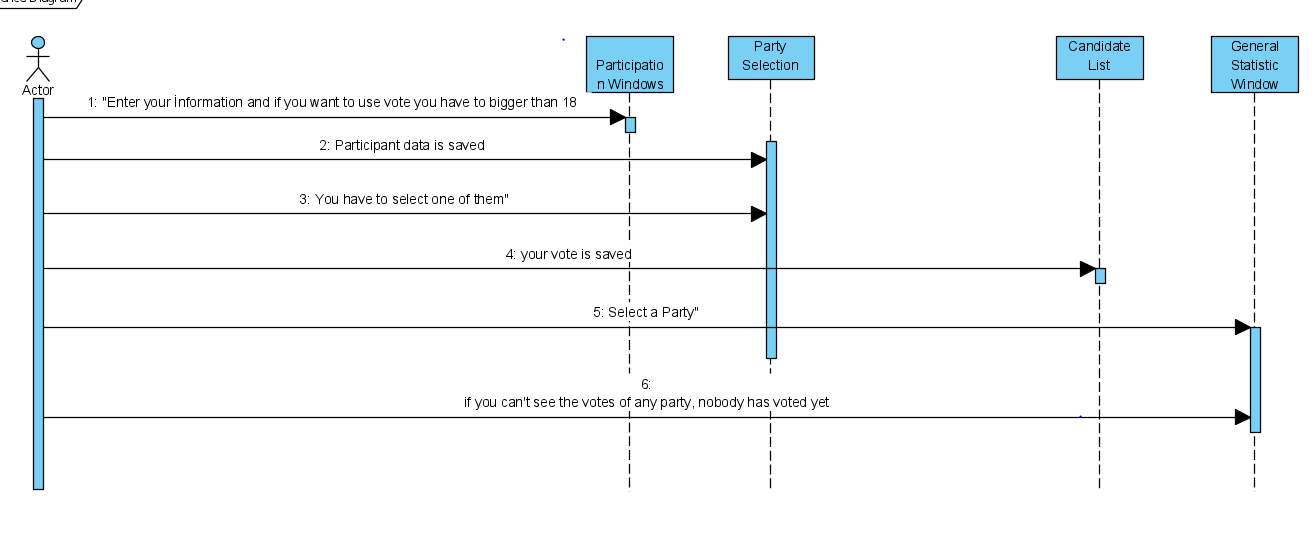 Diagram
Actor
Participatio
n Windows
Party
Selection
Candidate
List
General
Statistic
Window
1: "Enter your İnformation and if you want to use vote you have to bigger than 18
2: Participant data is saved
3: You have to select one of them"
4: your vote is saved
5: Select a Party"
6:
if you can't see the votes of any party, nobody has voted yet